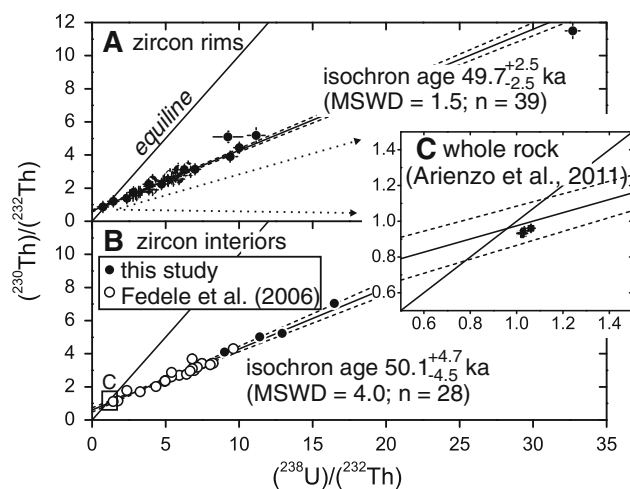 A zircon rims
12
10
8
6
4
2
0
equiline
isochron age 49.7 +2.5 -2.5 ka
(MSWD = 1.5; n = 39)
C whole rock
(Arienzo et al., 2011)
1.4
1.2
1.0
0.8
0.6
0.6 0.8 1.0 1.2 1.4
B zircon interiors
this study
Fedele et al. (2006)
10
8
6
4
2
0
C
isochron age 50.1 +4.7 -4.5 ka
(MSWD = 4.0; n = 28)
0 5 10 15 20 25 30 35
(²³⁰Th)/(²³²Th)
(²³⁸U)/(²³²Th)